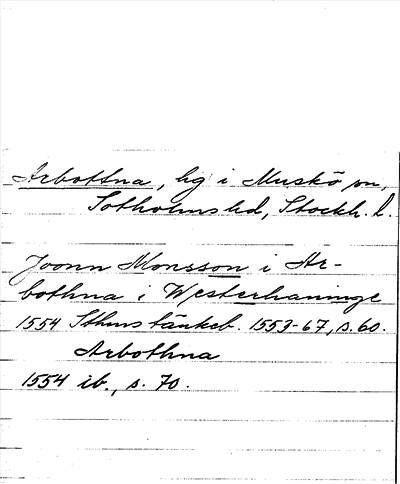 Arbottna, bg i Muskö sn,
Sotholms hd, Stockh. l.
Joonn Monsson i Ar-
bothna i Westerhaninge
1554 Sthms tänkeb. 1553-67, s. 60.
Arbothna
1554 ib., s. 70.